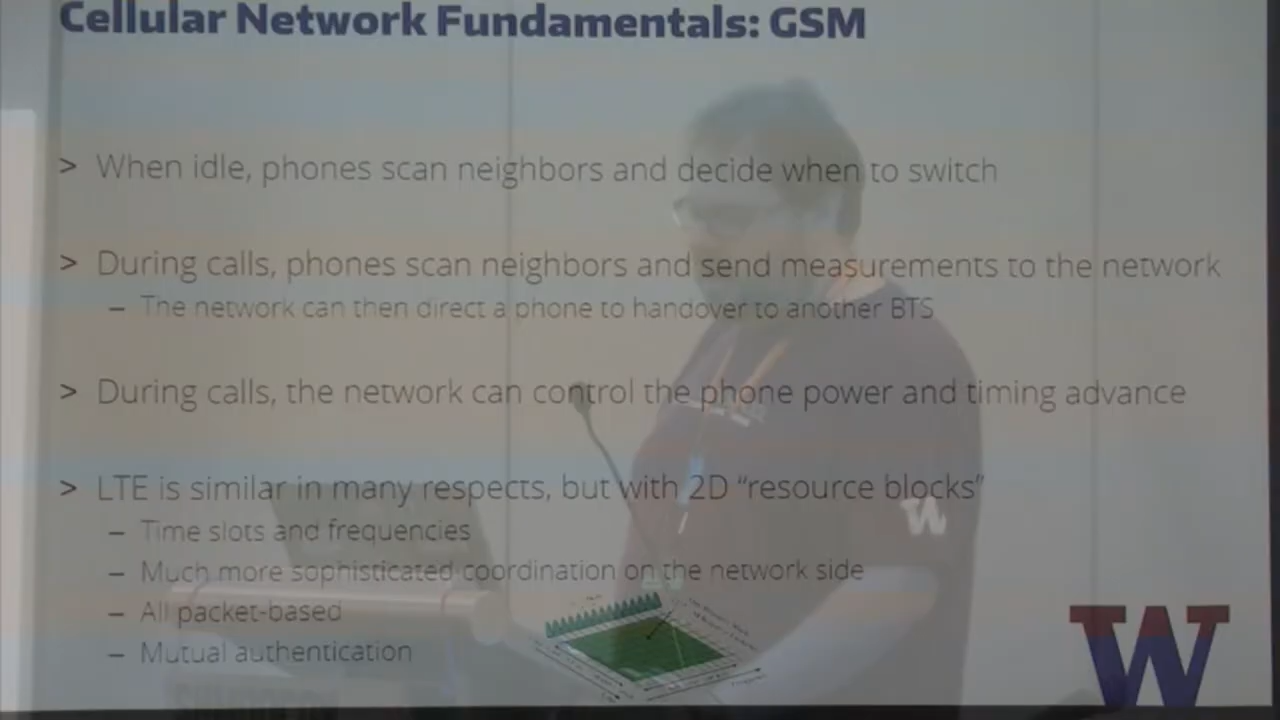 Cellular Network Fundamentals: GSM
> When idle, phones scan neighbors and decide when to switch
> During calls, phones scan neighbors and send measurements to the network
– The network can then direct a phone to handover to another BTS
> During calls, the network can control the phone power and timing advance
> LTE is similar in many respects, but with 2D “resource blocks”
– Time slots and frequencies
– Much more sophisticated coordination on the network side
– All packet-based
– Mutual authentication
W
W